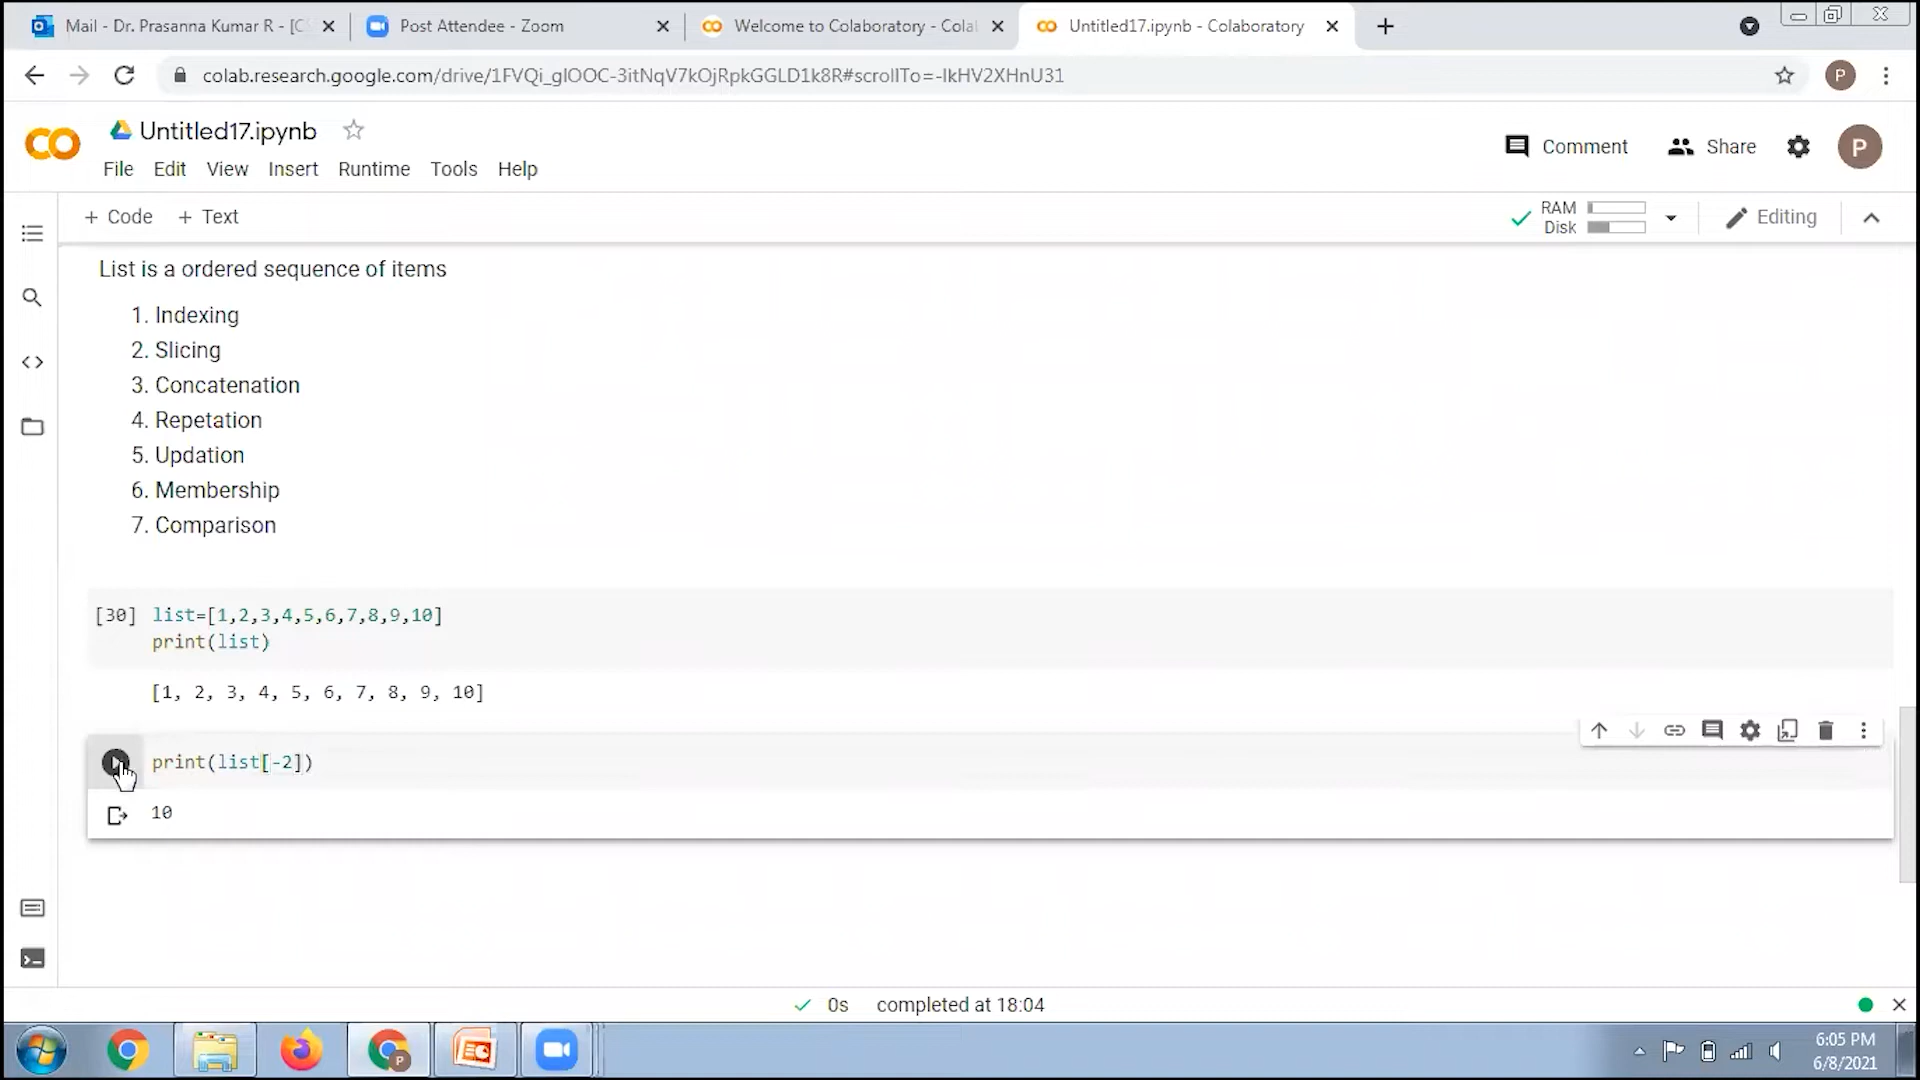 Mail - Dr. Prasanna Kumar R - [C
Post Attendee - Zoom
Welcome to Colaboratory - Cola
Untitled17.ipynb - Colaboratory
colab.research.google.com/drive/1FVQi_glOOC-3itNqV7kOjRpkGGLD1k8R#scrollTo=-IkHV2XHnU31
P
CO
Untitled17.ipynb
Comment
Share
P
File Edit View Insert Runtime Tools Help
+ Code + Text
RAM
Disk
Editing
List is a ordered sequence of items
1. Indexing
2. Slicing
3. Concatenation
4. Repetation
5. Updation
6. Membership
7. Comparison
[30] list=[1,2,3,4,5,6,7,8,9,10]
print(list)
[1, 2, 3, 4, 5, 6, 7, 8, 9, 10]
print(list[-2])
10
0s completed at 18:04
P
6:05 PM
6/8/2021